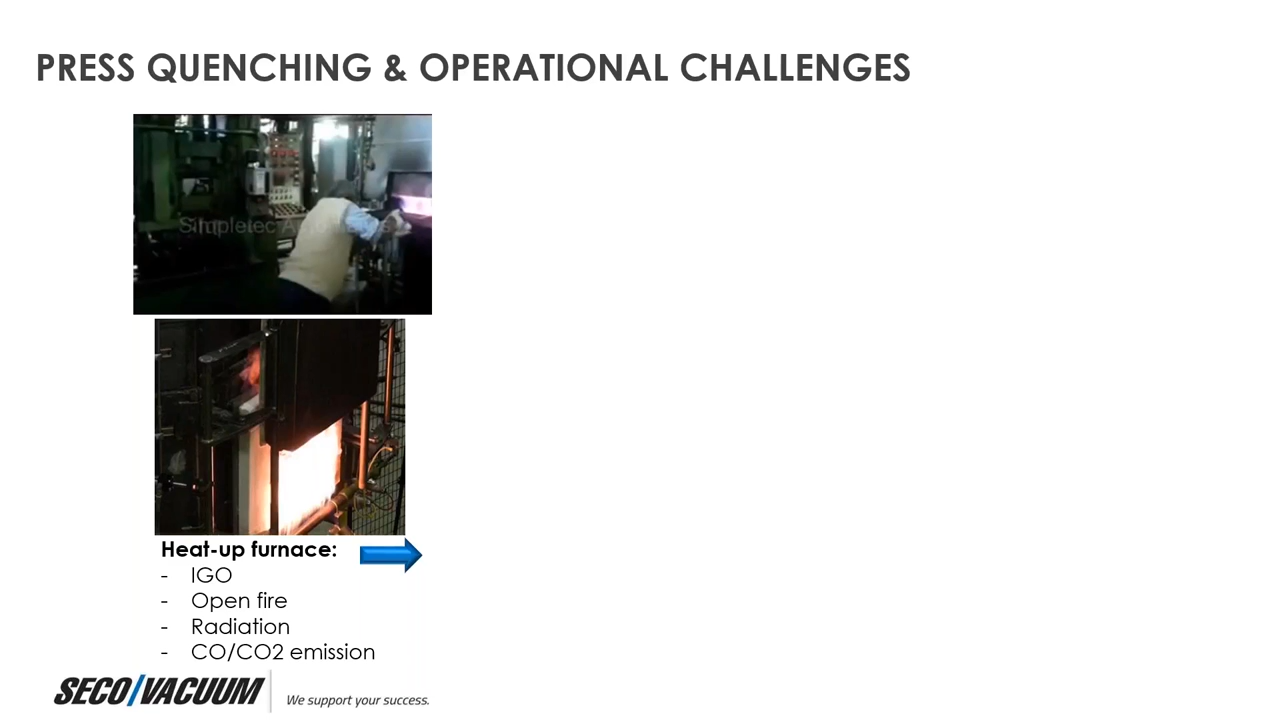 PRESS QUENCHING & OPERATIONAL CHALLENGES
Simpletec
Heat-up furnace:
- IGO
- Open fire
- Radiation
- CO/CO2 emission
SECO/VACUUM
We support your success.